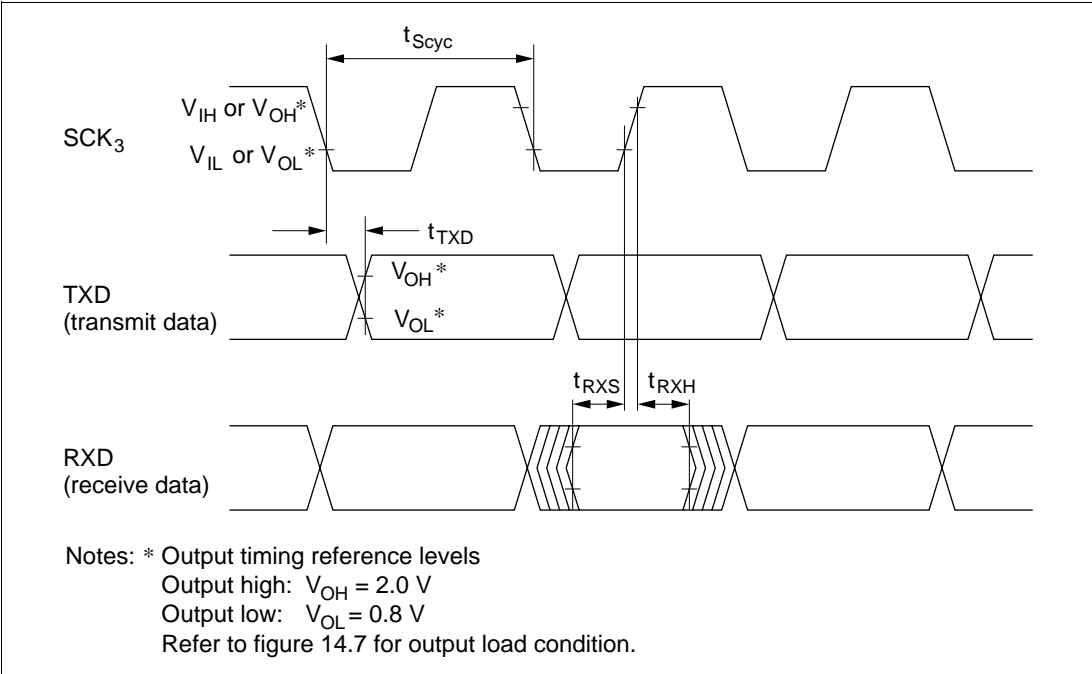 tScyc
VIH or VOH*
SCK3
VIL or VOL*
tTXD
VOH*
TXD
(transmit data)
VOL*
tRXS tRXH
RXD
(receive data)
Notes: * Output timing reference levels
Output high: VOH = 2.0 V
Output low: VOL = 0.8 V
Refer to figure 14.7 for output load condition.